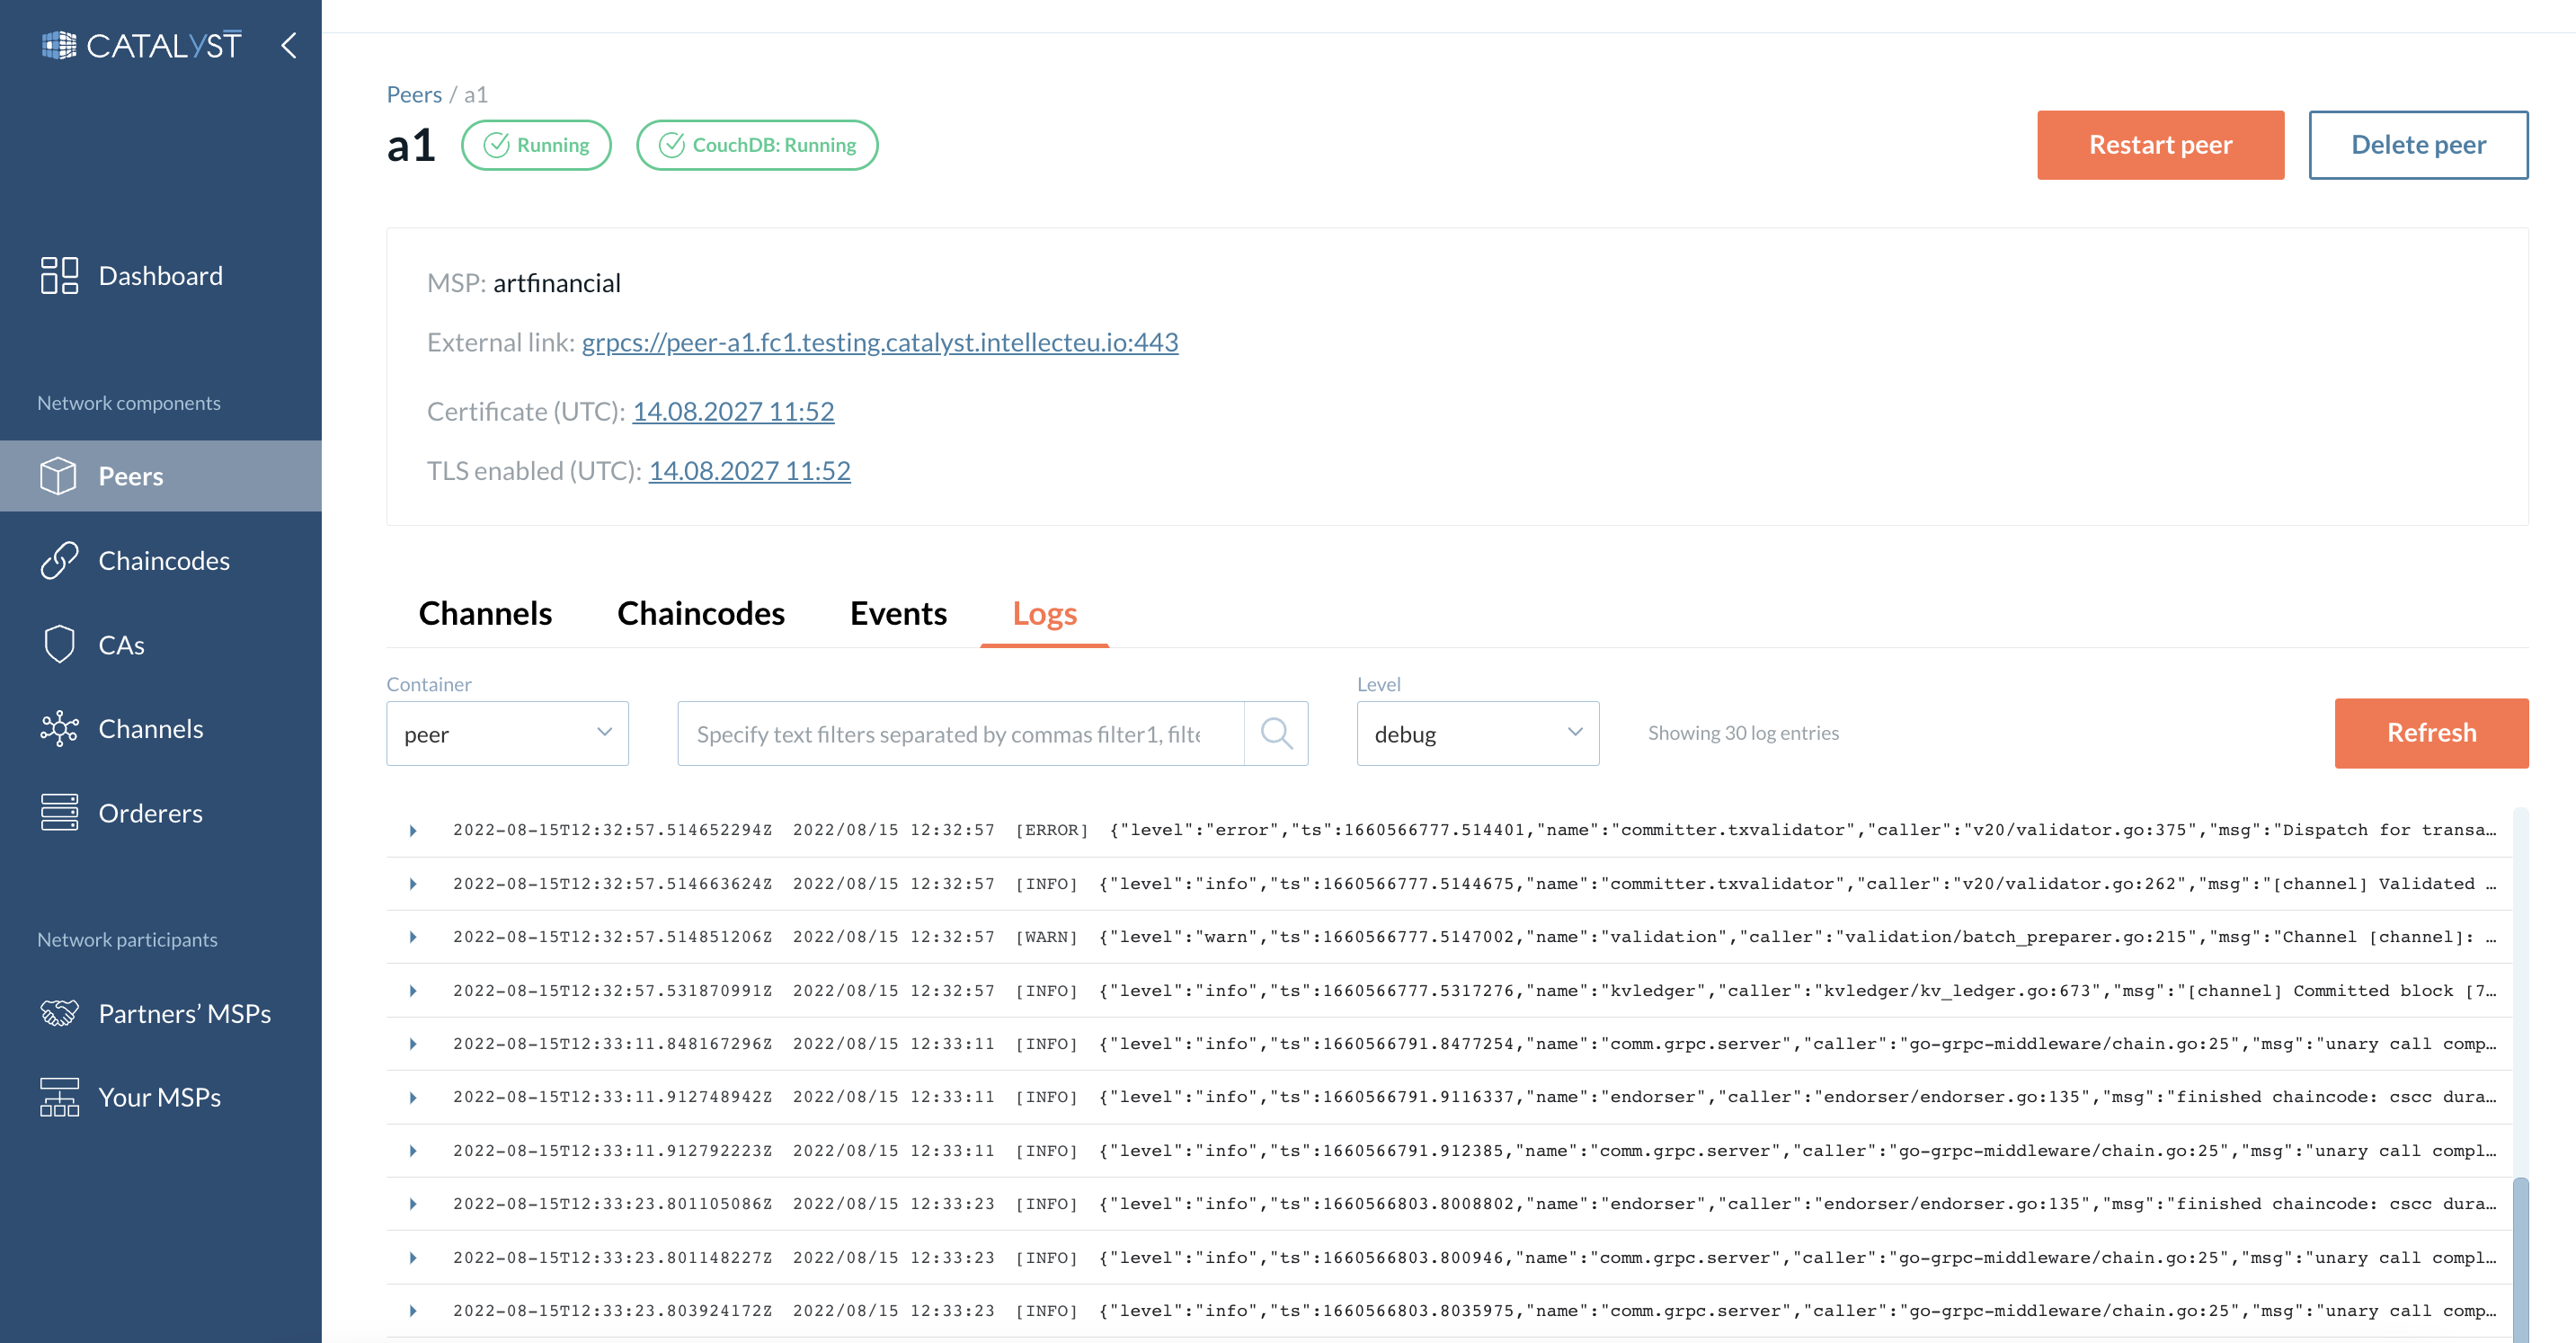 CATALYST
Dashboard
Network components
Peers
Chaincodes
CAs
Channels
Orderers
Network participants
Partners’ MSPs
Your MSPs
Peers / a1
a1 Running CouchDB: Running
Restart peer Delete peer
MSP: artfinancial
External link: grpcs://peer-a1.fc1.testing.catalyst.intellecteu.io:443
Certificate (UTC): 14.08.2027 11:52
TLS enabled (UTC): 14.08.2027 11:52
Channels Chaincodes Events Logs
Container Level
peer Specify text filters separated by commas filter1, filte debug Showing 30 log entries Refresh
2022-08-15T12:32:57.514652294Z 2022/08/15 12:32:57 [ERROR] {"level":"error","ts":1660566777.514401,"name":"committer.txvalidator","caller":"v20/validator.go:375","msg":"Dispatch for transa…
2022-08-15T12:32:57.514663624Z 2022/08/15 12:32:57 [INFO] {"level":"info","ts":1660566777.5144675,"name":"committer.txvalidator","caller":"v20/validator.go:262","msg":"[channel] Validated …
2022-08-15T12:32:57.514851206Z 2022/08/15 12:32:57 [WARN] {"level":"warn","ts":1660566777.5147002,"name":"validation","caller":"validation/batch_preparer.go:215","msg":"Channel [channel]: …
2022-08-15T12:32:57.531870991Z 2022/08/15 12:32:57 [INFO] {"level":"info","ts":1660566777.5317276,"name":"kvledger","caller":"kvledger/kv_ledger.go:673","msg":"[channel] Committed block [7…
2022-08-15T12:33:11.848167296Z 2022/08/15 12:33:11 [INFO] {"level":"info","ts":1660566791.8477254,"name":"comm.grpc.server","caller":"go-grpc-middleware/chain.go:25","msg":"unary call comp…
2022-08-15T12:33:11.912748942Z 2022/08/15 12:33:11 [INFO] {"level":"info","ts":1660566791.9116337,"name":"endorser","caller":"endorser/endorser.go:135","msg":"finished chaincode: cscc dura…
2022-08-15T12:33:11.912792223Z 2022/08/15 12:33:11 [INFO] {"level":"info","ts":1660566791.912385,"name":"comm.grpc.server","caller":"go-grpc-middleware/chain.go:25","msg":"unary call compl…
2022-08-15T12:33:23.801105086Z 2022/08/15 12:33:23 [INFO] {"level":"info","ts":1660566803.8008802,"name":"endorser","caller":"endorser/endorser.go:135","msg":"finished chaincode: cscc dura…
2022-08-15T12:33:23.801148227Z 2022/08/15 12:33:23 [INFO] {"level":"info","ts":1660566803.800946,"name":"comm.grpc.server","caller":"go-grpc-middleware/chain.go:25","msg":"unary call compl…
2022-08-15T12:33:23.803924172Z 2022/08/15 12:33:23 [INFO] {"level":"info","ts":1660566803.8035975,"name":"comm.grpc.server","caller":"go-grpc-middleware/chain.go:25","msg":"unary call comp…